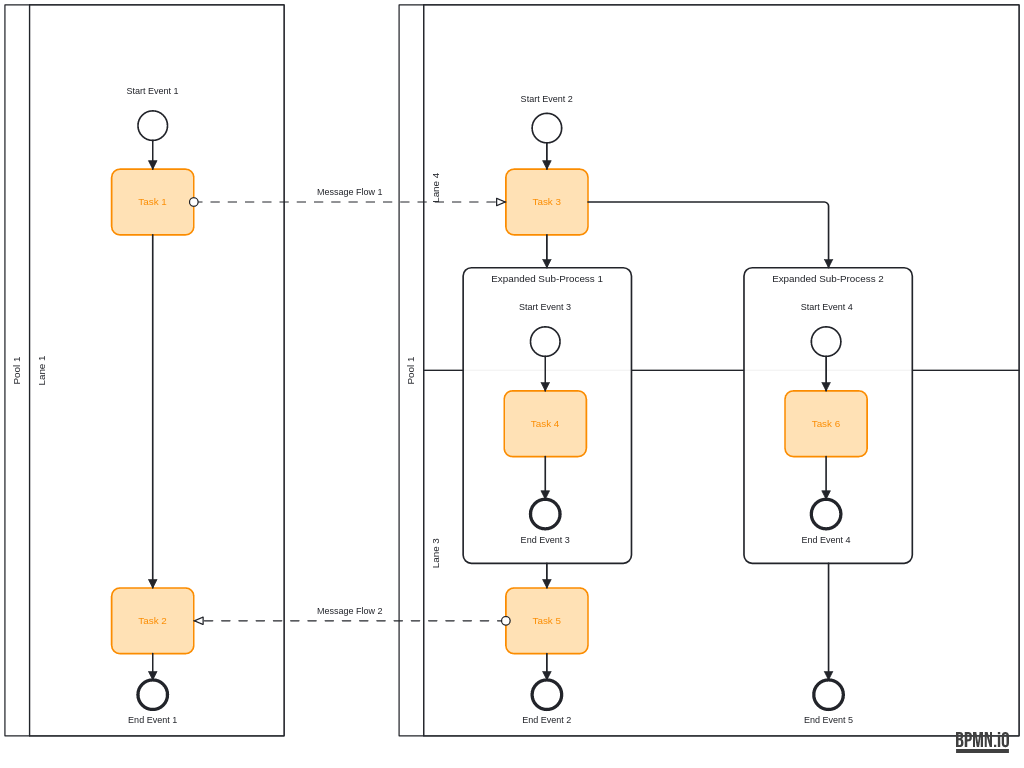 Start Event 1
Start Event 2
Lane 4
Task 1
Message Flow 1
Task 3
Expanded Sub-Process 1
Expanded Sub-Process 2
Start Event 3
Start Event 4
Pool 1
Lane 1
Pool 1
Task 4
Task 6
End Event 3
End Event 4
Lane 3
Task 2
Message Flow 2
Task 5
End Event 1
End Event 2
End Event 5
BPMN.iO